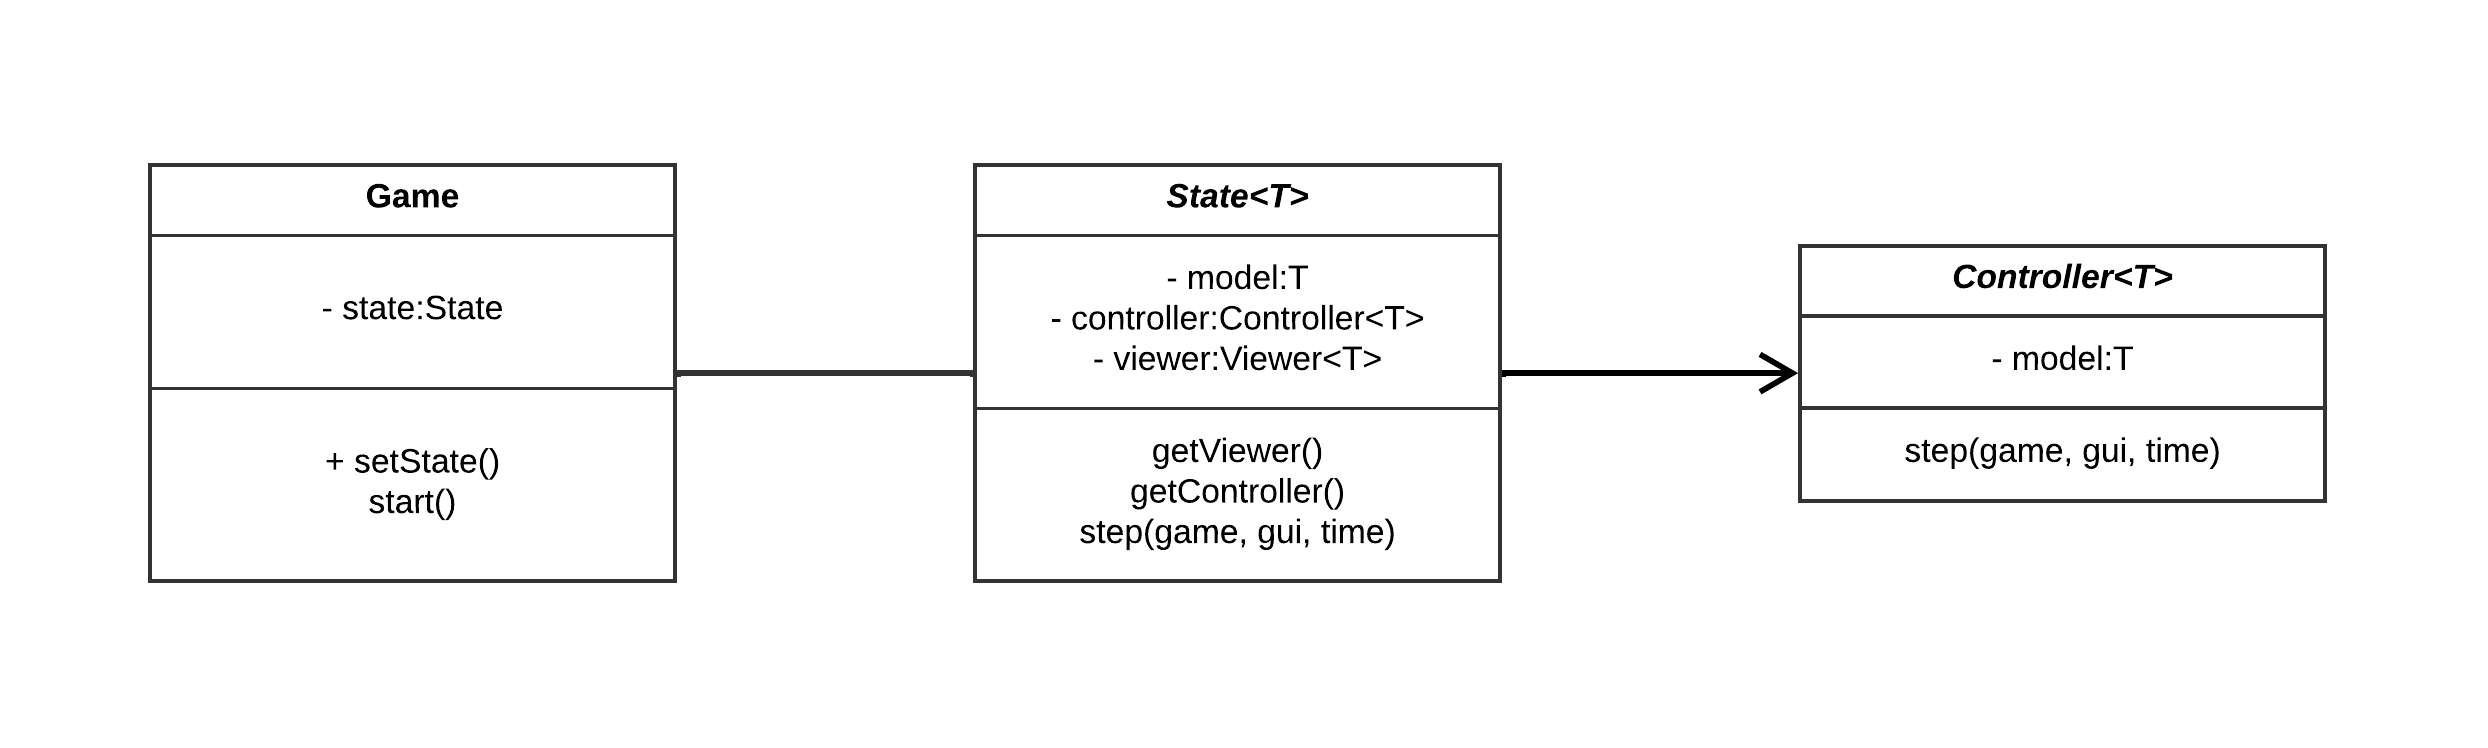 Game
- state:State
+ setState()
start()
State<T>
- model:T
- controller:Controller<T>
- viewer:Viewer<T>
getViewer()
getController()
step(game, gui, time)
Controller<T>
- model:T
step(game, gui, time)